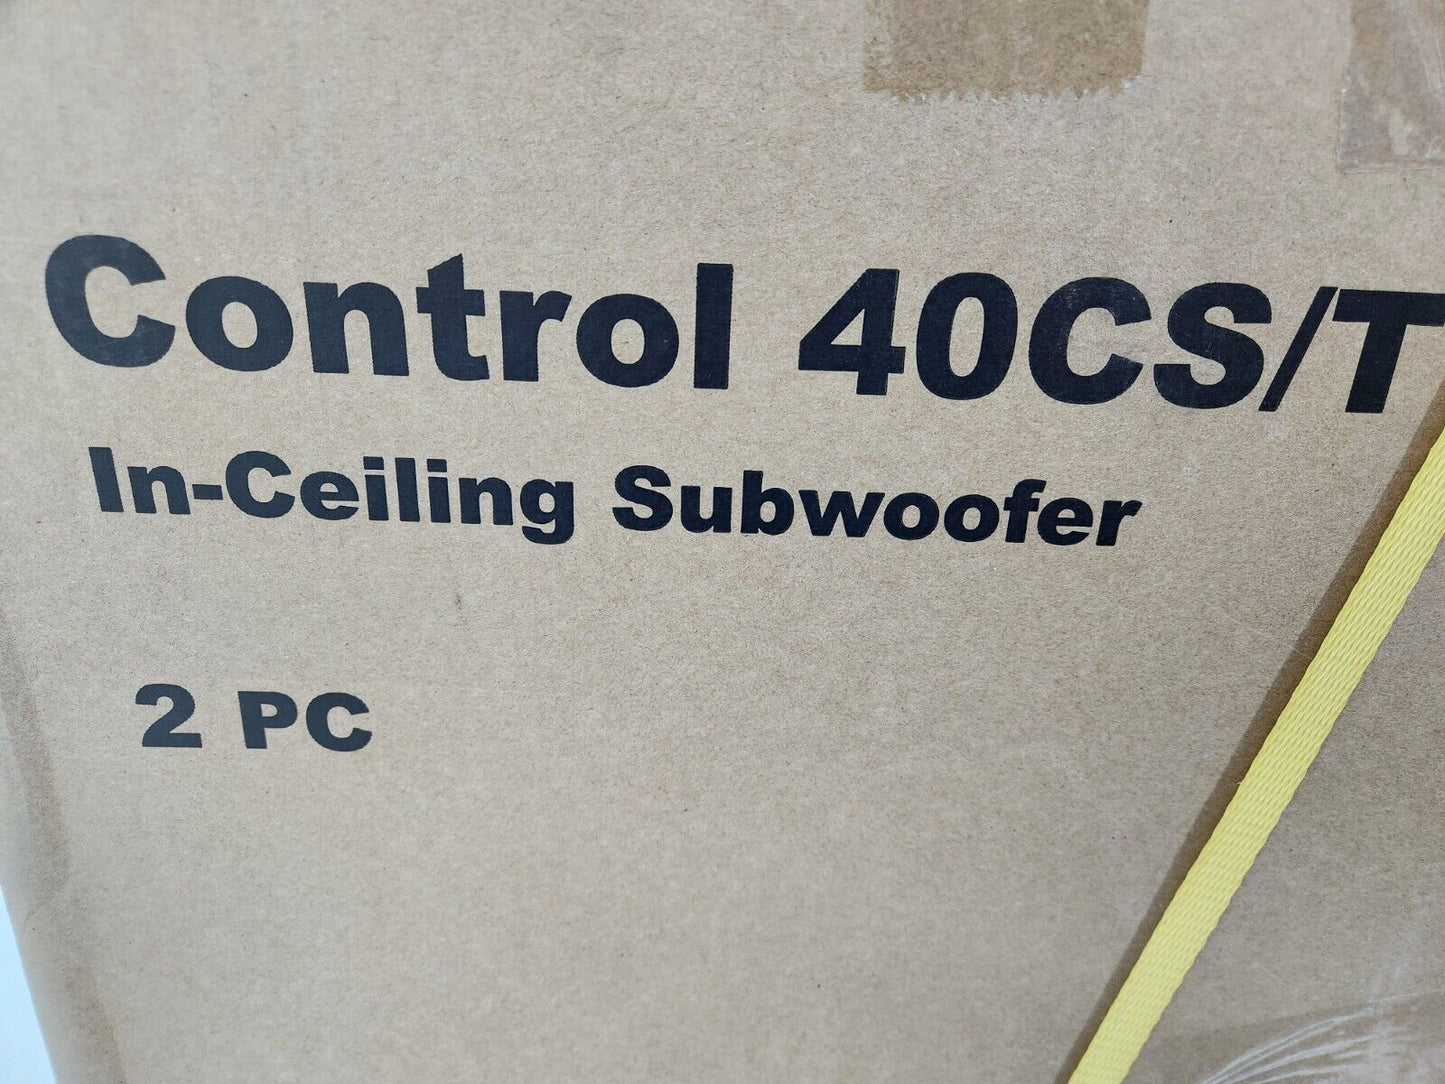 Control 40CS/T
In-Ceiling Subwoofer
2 PC